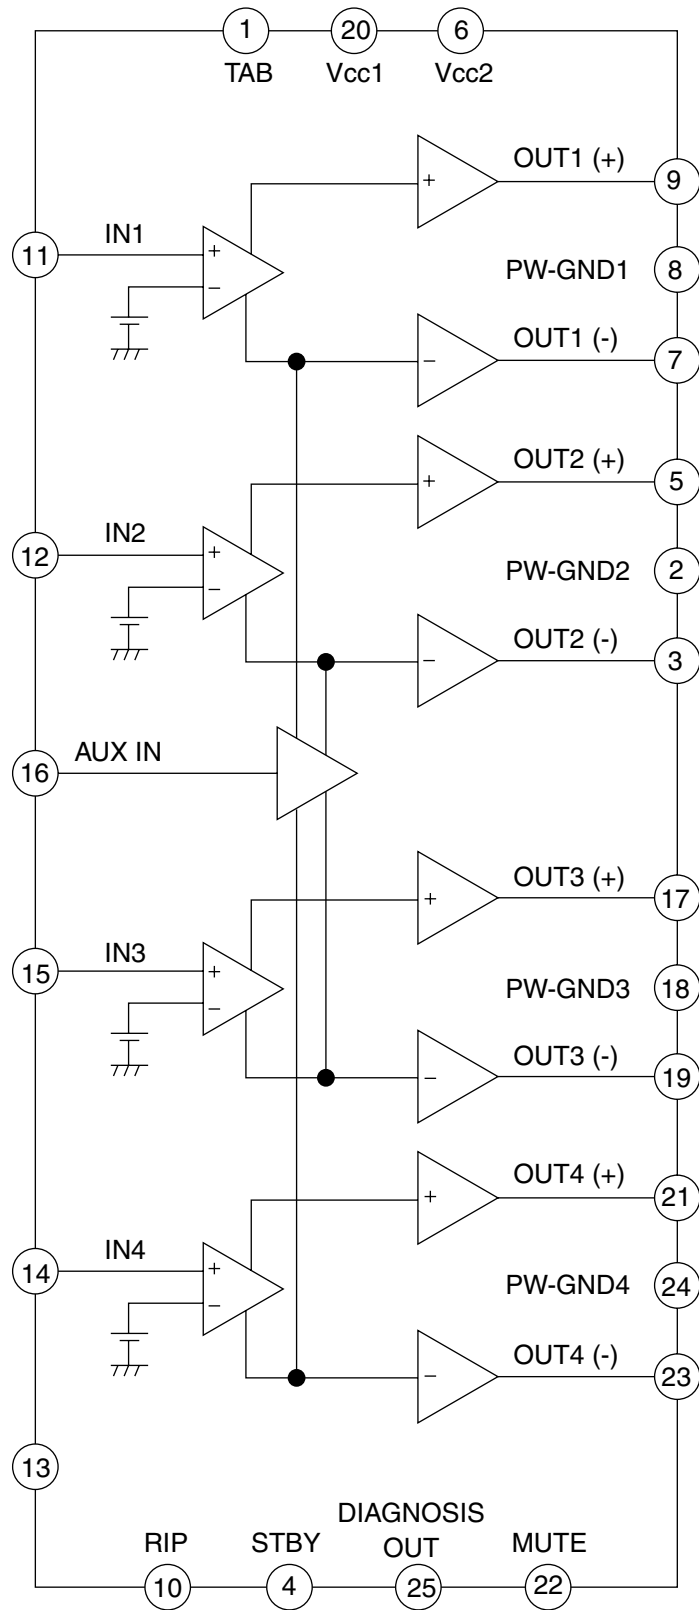 1 20 6
TAB Vcc1 Vcc2
OUT1 (+)
+ 9
IN1
11 + PW-GND1 8
−
OUT1 (-)
− 7
OUT2 (+)
+ 5
IN2
12 + PW-GND2 2
−
OUT2 (-)
− 3
AUX IN
16
OUT3 (+)
+ 17
IN3
15 + PW-GND3 18
−
OUT3 (-)
− 19
OUT4 (+)
+ 21
IN4
14 + PW-GND4 24
−
OUT4 (-)
− 23
13
DIAGNOSIS
RIP STBY OUT MUTE
10 4 25 22